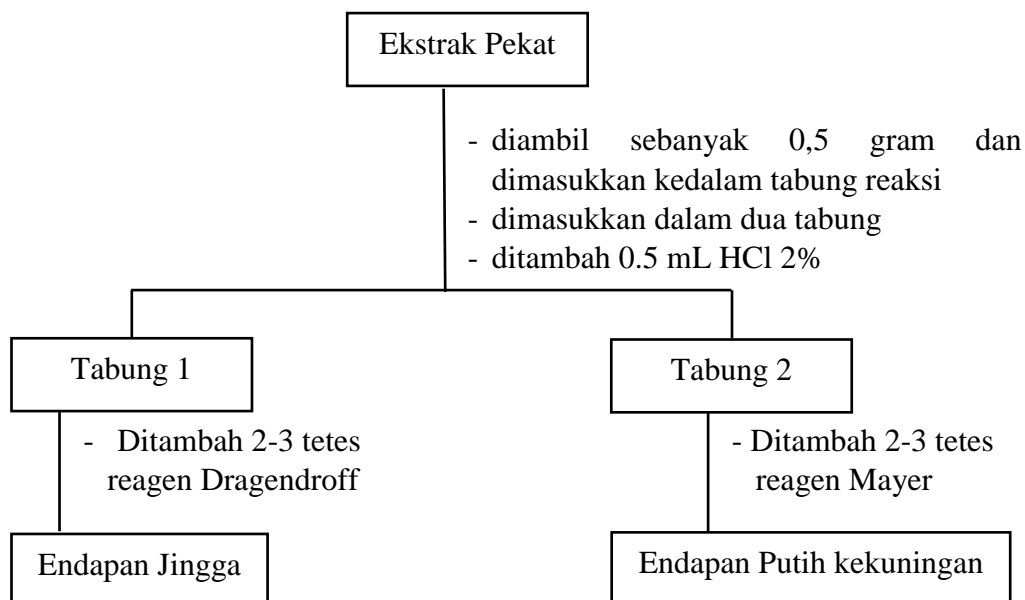 Ekstrak Pekat
- diambil sebanyak 0,5 gram dan
dimasukkan kedalam tabung reaksi
- dimasukkan dalam dua tabung
- ditambah 0.5 mL HCl 2%
Tabung 1
Tabung 2
- Ditambah 2-3 tetes
reagen Dragendroff
- Ditambah 2-3 tetes
reagen Mayer
Endapan Jingga
Endapan Putih kekuningan